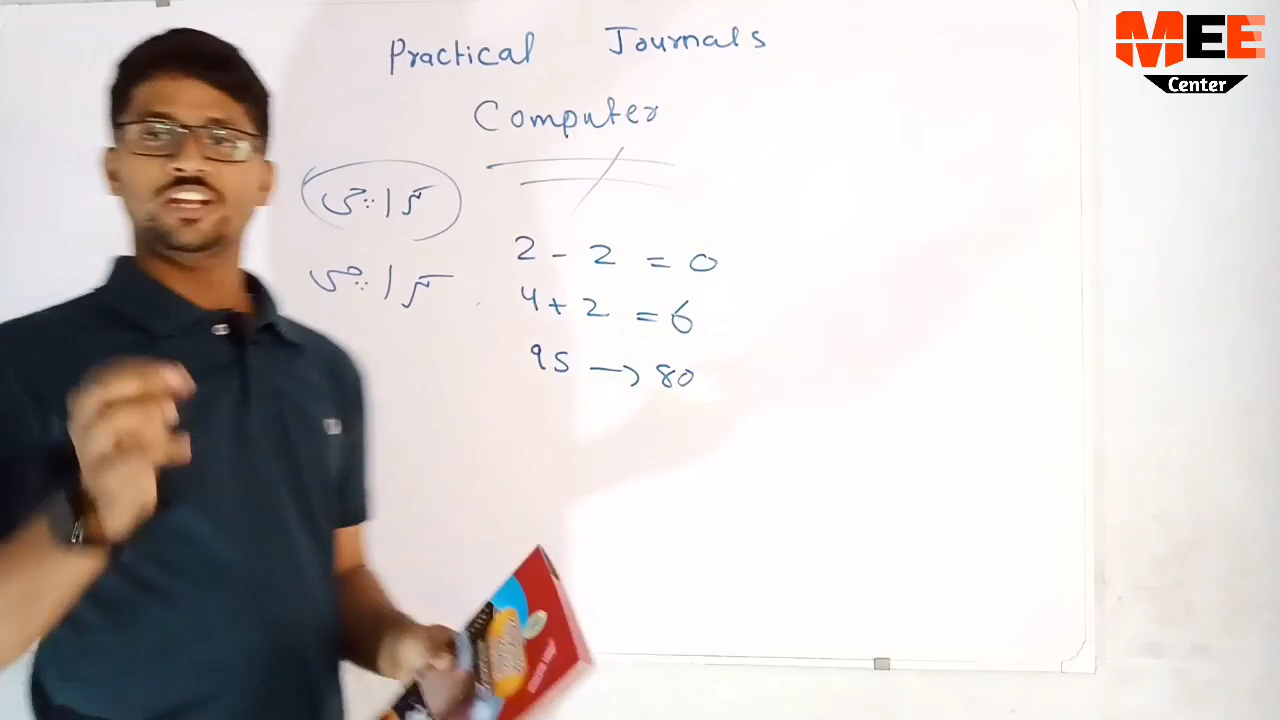 MEE
Center
Practical Journals
Computer
کراچی
کراچی
2 - 2 = 0
4 + 2 = 6
95 → 80